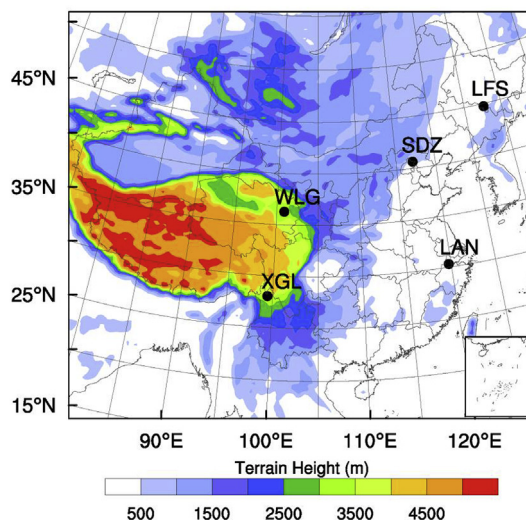 45°N
LFS
SDZ
35°N
WLG
LAN
25°N
XGL
15°N
90°E 100°E 110°E 120°E
Terrain Height (m)
500 1500 2500 3500 4500